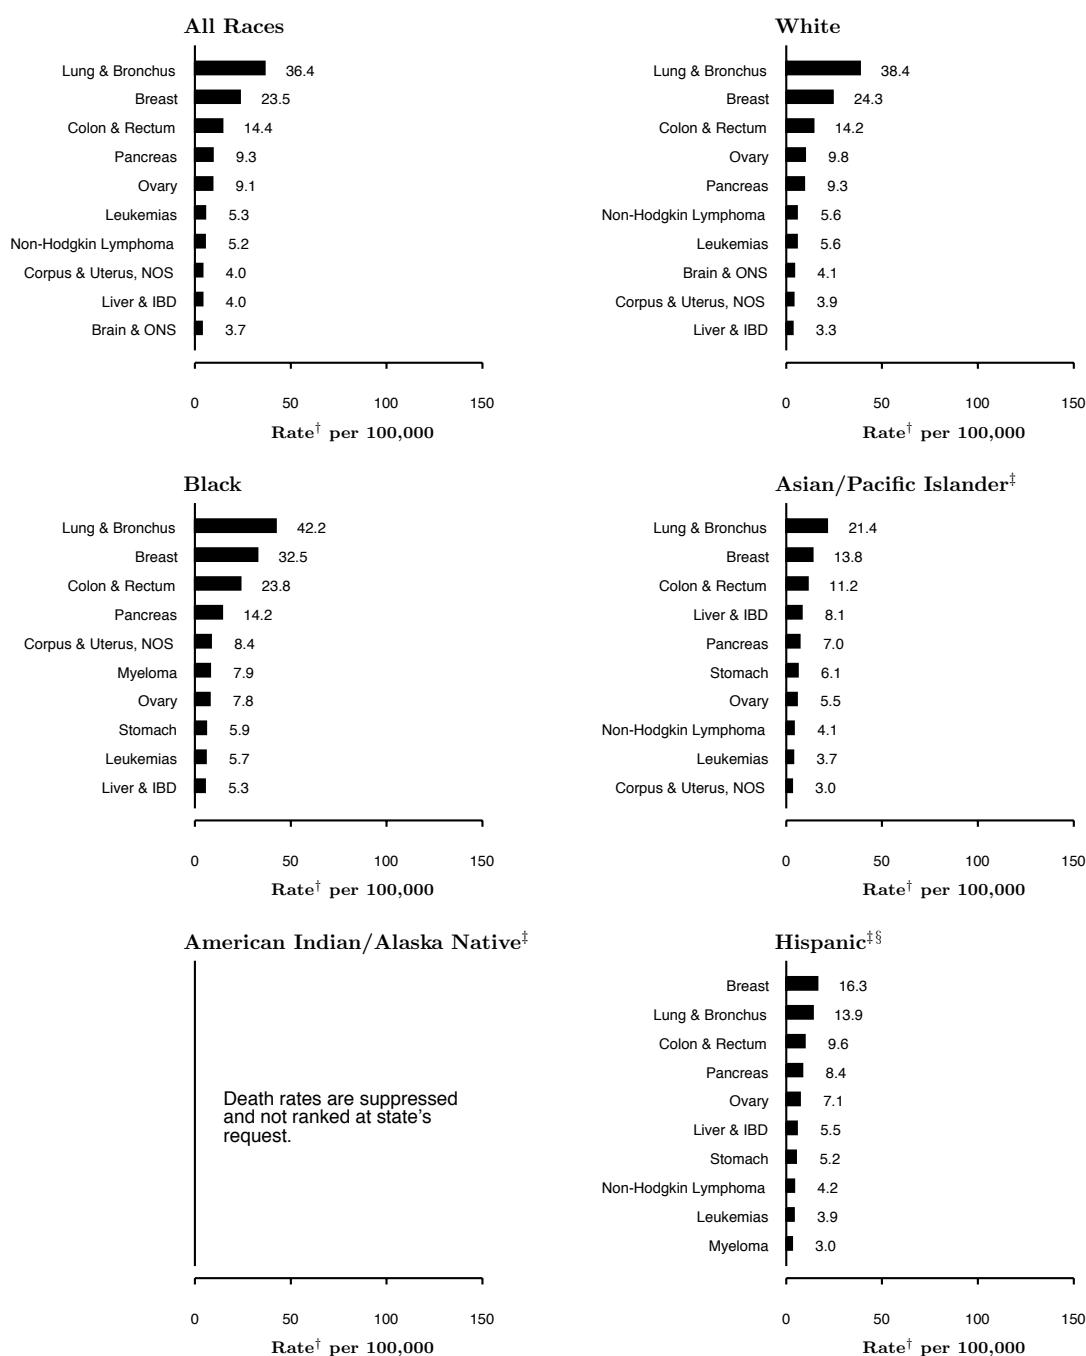 All Races
Lung & Bronchus 36.4
Breast 23.5
Colon & Rectum 14.4
Pancreas 9.3
Ovary 9.1
Leukemias 5.3
Non-Hodgkin Lymphoma 5.2
Corpus & Uterus, NOS 4.0
Liver & IBD 4.0
Brain & ONS 3.7
0 50 100 150
Rate† per 100,000
White
Lung & Bronchus 38.4
Breast 24.3
Colon & Rectum 14.2
Ovary 9.8
Pancreas 9.3
Non-Hodgkin Lymphoma 5.6
Leukemias 5.6
Brain & ONS 4.1
Corpus & Uterus, NOS 3.9
Liver & IBD 3.3
0 50 100 150
Rate† per 100,000
Black
Lung & Bronchus 42.2
Breast 32.5
Colon & Rectum 23.8
Pancreas 14.2
Corpus & Uterus, NOS 8.4
Myeloma 7.9
Ovary 7.8
Stomach 5.9
Leukemias 5.7
Liver & IBD 5.3
0 50 100 150
Rate† per 100,000
Asian/Pacific Islander‡
Lung & Bronchus 21.4
Breast 13.8
Colon & Rectum 11.2
Liver & IBD 8.1
Pancreas 7.0
Stomach 6.1
Ovary 5.5
Non-Hodgkin Lymphoma 4.1
Leukemias 3.7
Corpus & Uterus, NOS 3.0
0 50 100 150
Rate† per 100,000
American Indian/Alaska Native‡
Death rates are suppressed
and not ranked at state's
request.
0 50 100 150
Rate† per 100,000
Hispanic‡§
Breast 16.3
Lung & Bronchus 13.9
Colon & Rectum 9.6
Pancreas 8.4
Ovary 7.1
Liver & IBD 5.5
Stomach 5.2
Non-Hodgkin Lymphoma 4.2
Leukemias 3.9
Myeloma 3.0
0 50 100 150
Rate† per 100,000